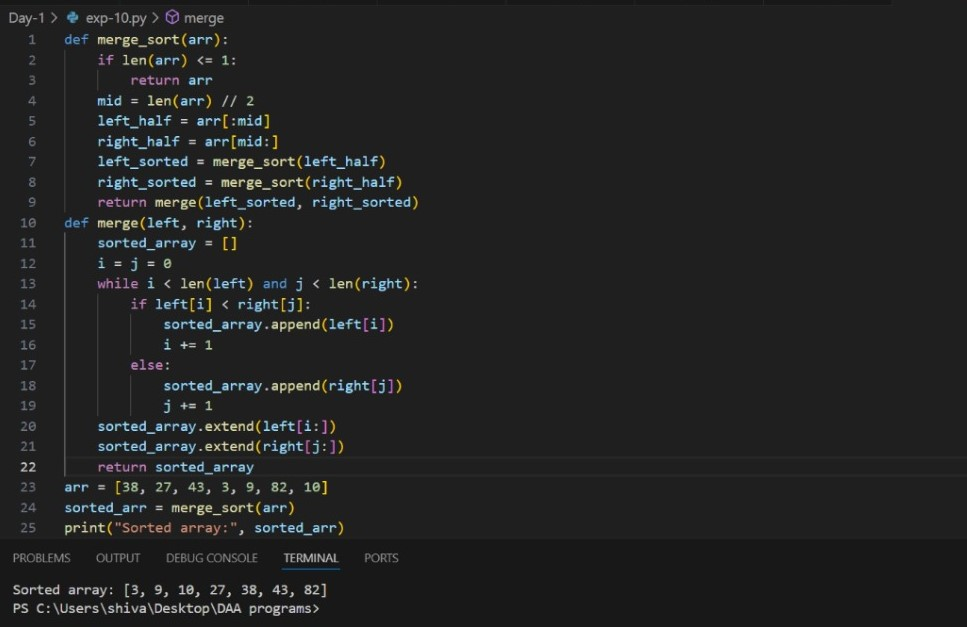 Day-1 > exp-10.py > merge
1 def merge_sort(arr):
2     if len(arr) <= 1:
3         return arr
4     mid = len(arr) // 2
5     left_half = arr[:mid]
6     right_half = arr[mid:]
7     left_sorted = merge_sort(left_half)
8     right_sorted = merge_sort(right_half)
9     return merge(left_sorted, right_sorted)
10 def merge(left, right):
11     sorted_array = []
12     i = j = 0
13     while i < len(left) and j < len(right):
14         if left[i] < right[j]:
15             sorted_array.append(left[i])
16             i += 1
17         else:
18             sorted_array.append(right[j])
19             j += 1
20     sorted_array.extend(left[i:])
21     sorted_array.extend(right[j:])
22     return sorted_array
23 arr = [38, 27, 43, 3, 9, 82, 10]
24 sorted_arr = merge_sort(arr)
25 print("Sorted array:", sorted_arr)
PROBLEMS OUTPUT DEBUG CONSOLE TERMINAL PORTS
Sorted array: [3, 9, 10, 27, 38, 43, 82]
PS C:\Users\shiva\Desktop\DAA programs>